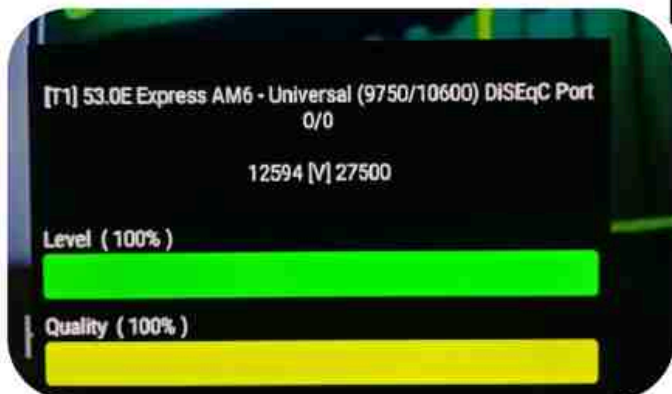 [T1] 53.0E Express AM6 - Universal (9750/10600) DiSEqC Port
0/0
12594 [V] 27500
Level ( 100% )
Quality ( 100% )